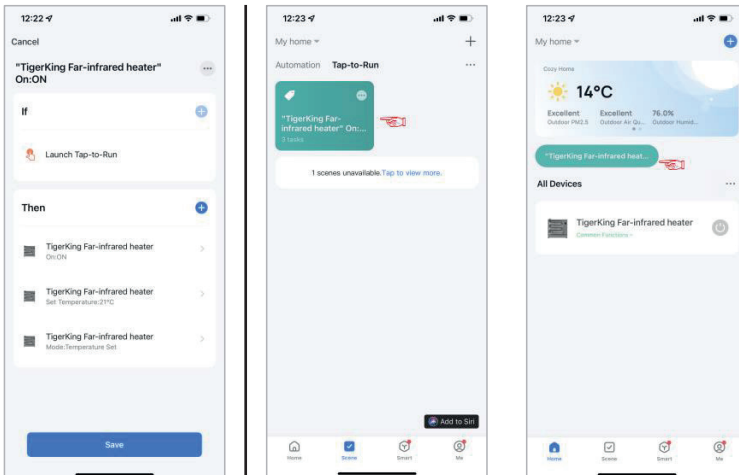 12:22
Cancel
"TigerKing Far-infrared heater"
On:ON
If
Launch Tap-to-Run
Then
TigerKing Far-infrared heater
On:ON
TigerKing Far-infrared heater
Set Temperature:21°C
TigerKing Far-infrared heater
Mode:Temperature Set
Save
12:23
My home
Automation Tap-to-Run
"TigerKing Far-
infrared heater" On:...
3 tasks
1 scenes unavailable.Tap to view more.
Add to Siri
Home Scene Smart Me
12:23
My home
Cozy Home
14°C
Excellent Excellent 76.0%
Outdoor PM2.5 Outdoor Air Qu... Outdoor Humid...
"TigerKing Far-infrared heat...
All Devices
TigerKing Far-infrared heater
Common Functions
Home Scene Smart Me